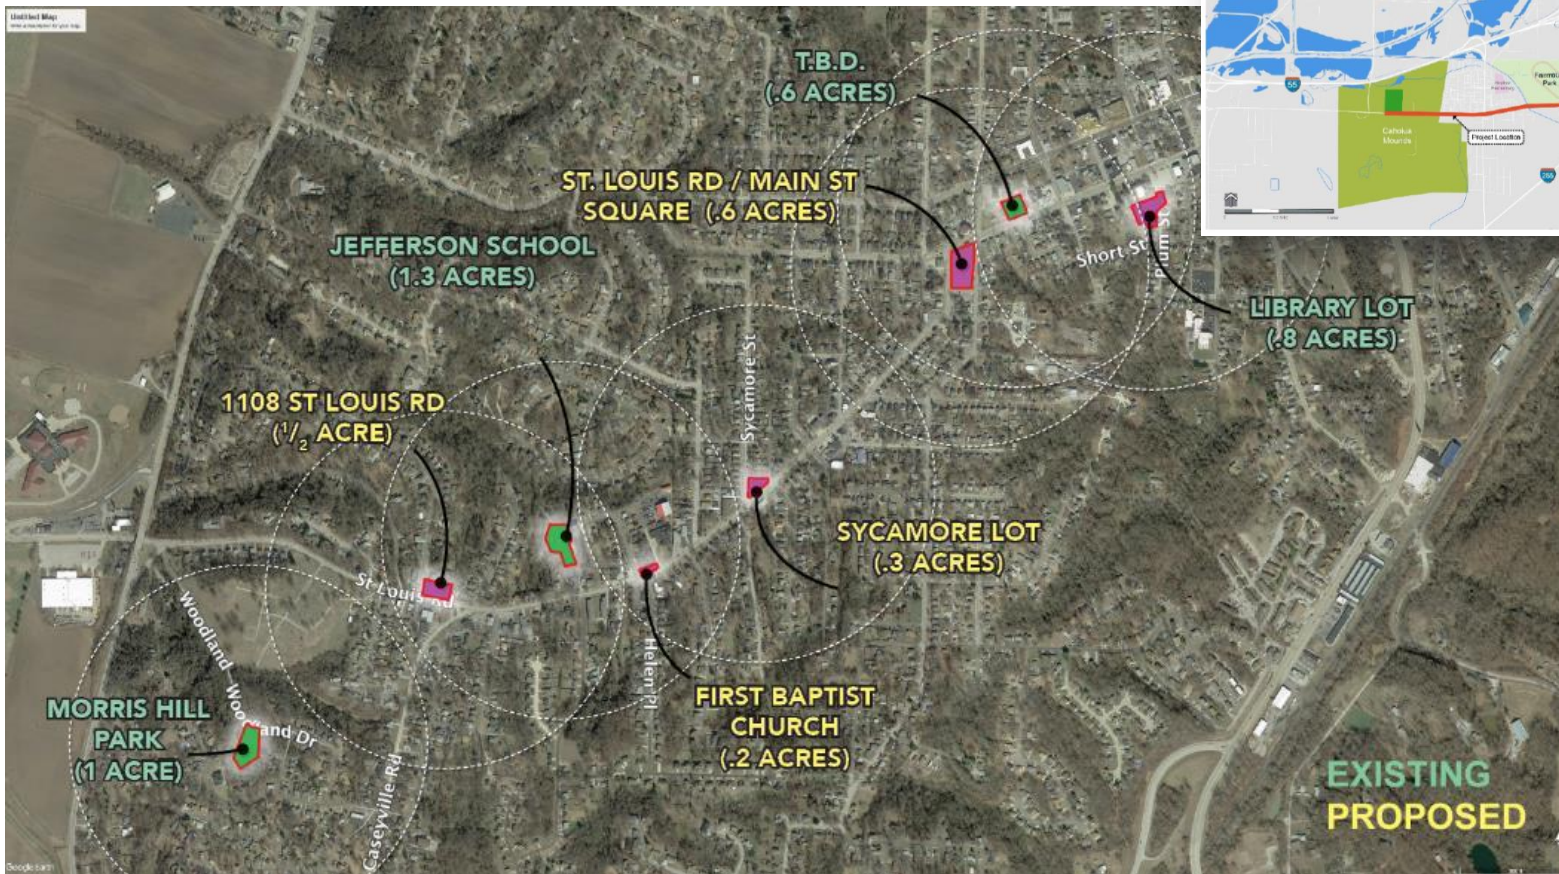 Untitled Map
T.B.D.
(.6 ACRES)
ST. LOUIS RD / MAIN ST
SQUARE (.6 ACRES)
JEFFERSON SCHOOL
(1.3 ACRES)
1108 ST LOUIS RD
(1/2 ACRE)
MORRIS HILL
PARK
(1 ACRE)
FIRST BAPTIST
CHURCH
(.2 ACRES)
SYCAMORE LOT
(.3 ACRES)
LIBRARY LOT
(.8 ACRES)
Short St
Plum St
Sycamore St
St Louis Rd
Helen Pl
Woodland
Woodland Dr
Caseyville Rd
EXISTING
PROPOSED
Google Earth
55
Cahokia
Mounds
Project Location
Park